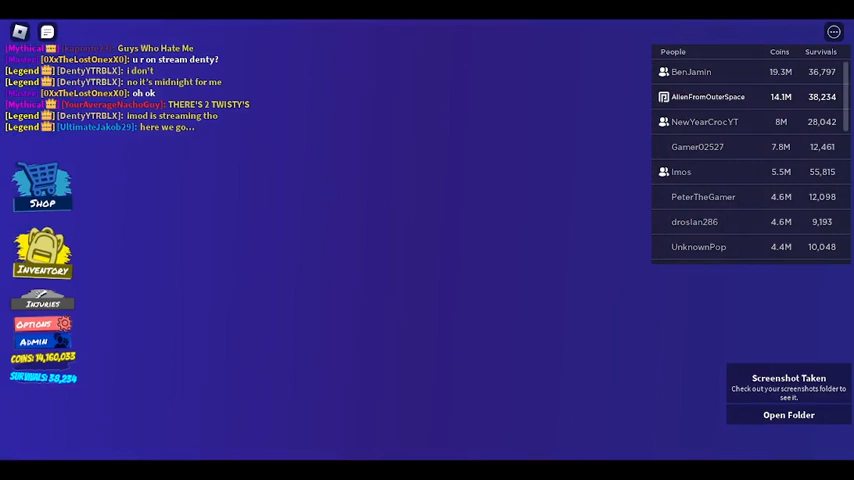 [Mythical] [kaponfe23]: Guys Who Hate Me
[Master] [0XxTheLostOnexX0]: u r on stream denty?
[Legend] [DentyYTRBLX]: i don't
[Legend] [DentyYTRBLX]: no it's midnight for me
[Master] [0XxTheLostOnexX0]: oh ok
[Mythical] [YourAverageNachoGuy]: THERE'S 2 TWISTY'S
[Legend] [DentyYTRBLX]: imod is streaming tho
[Legend] [UltimateJakob29]: here we go...
SHOP
INVENTORY
INJURIES
OPTIONS
ADMIN
COINS: 14,160,033
SURVIVALS: 38,234
People Coins Survivals
BenJamin 19.3M 36,797
AlienFromOuterSpace 14.1M 38,234
NewYearCrocYT 8M 28,042
Gamer02527 7.8M 12,461
Imos 5.5M 55,815
PeterTheGamer 4.6M 12,098
droslan286 4.6M 9,193
UnknownPop 4.4M 10,048
Screenshot Taken
Check out your screenshots folder to
see it.
Open Folder